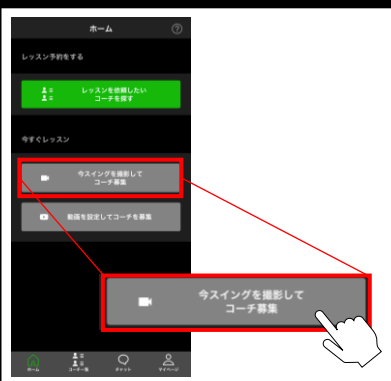 ホーム
?
レッスン予約をする
レッスンを依頼したい
コーチを探す
今すぐレッスン
今スイングを撮影して
コーチ募集
動画を設定してコーチを募集
今スイングを撮影して
コーチ募集
ホーム
コーチ一覧
チャット
マイページ